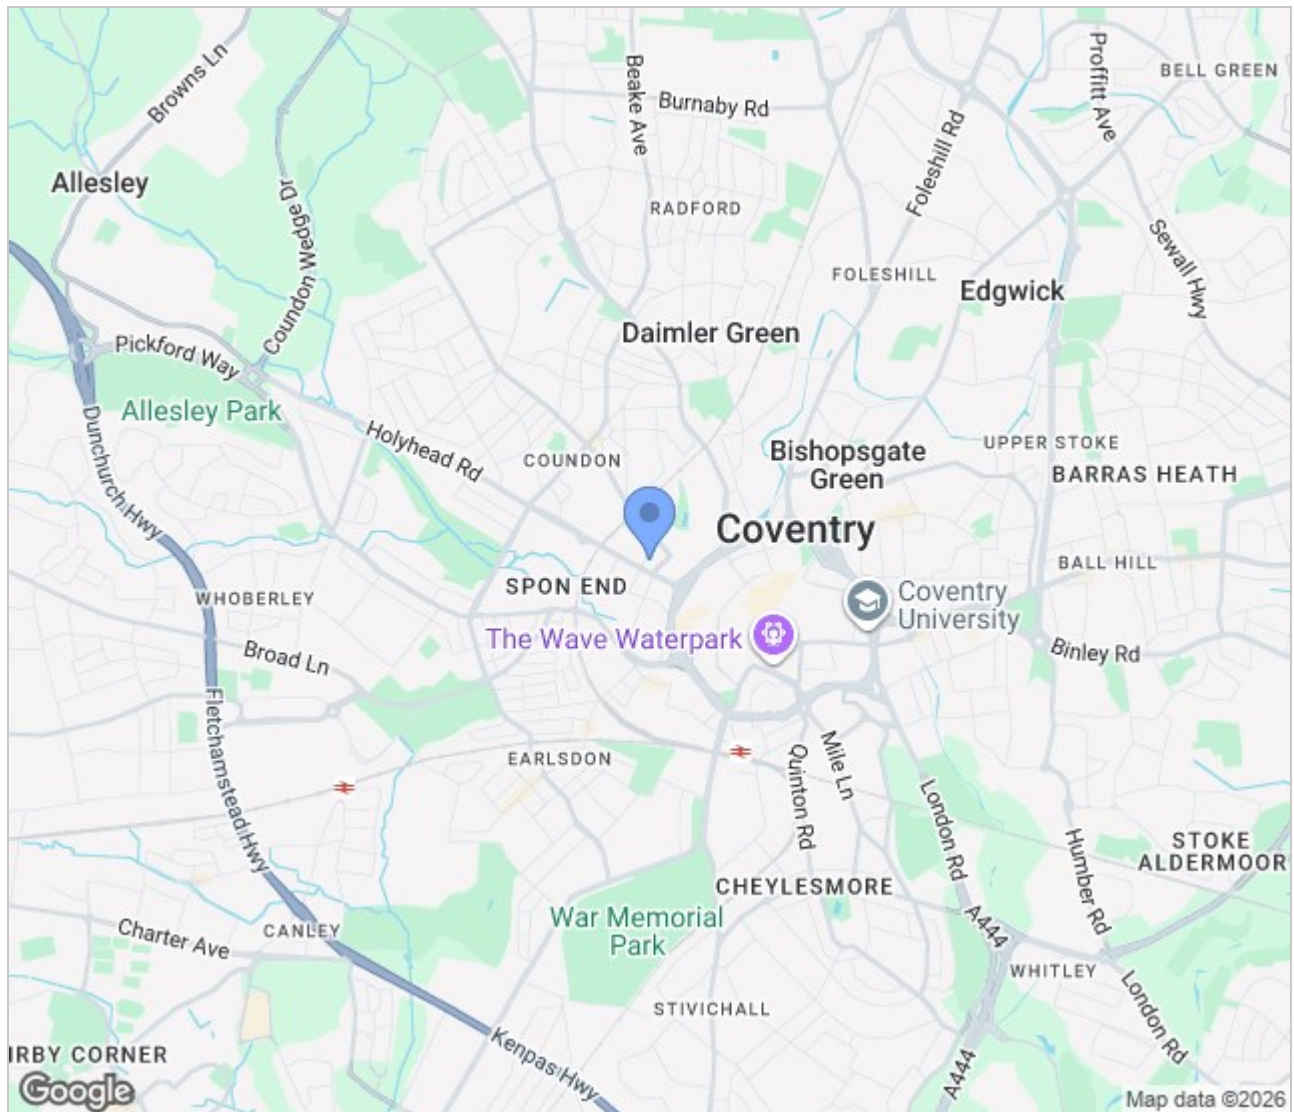 Browns Ln
Beake Ave
Burnaby Rd
Proffitt Ave
BELL GREEN
Allesley
Coundon Wedge Dr
RADFORD
Foleshill Rd
Sewall Hwy
FOLESHILL
Edgwick
Daimler Green
Pickford Way
Allesley Park
Dunchurch Hwy
Holyhead Rd
COUNDON
Bishopsgate
Green
UPPER STOKE
BARRAS HEATH
Coventry
SPON END
BALL HILL
WHOBERLEY
Coventry
University
The Wave Waterpark
Broad Ln
Binley Rd
Fletchamstead Hwy
EARLSDON
Quinton Rd
Mile Ln
London Rd
Humber Rd
STOKE
ALDERMOOR
CHEYLESMORE
War Memorial
Park
Charter Ave
CANLEY
A444
WHITLEY
London Rd
STIVICHALL
IRBY CORNER
Kenpas Hwy
A444
Google
Map data ©2026